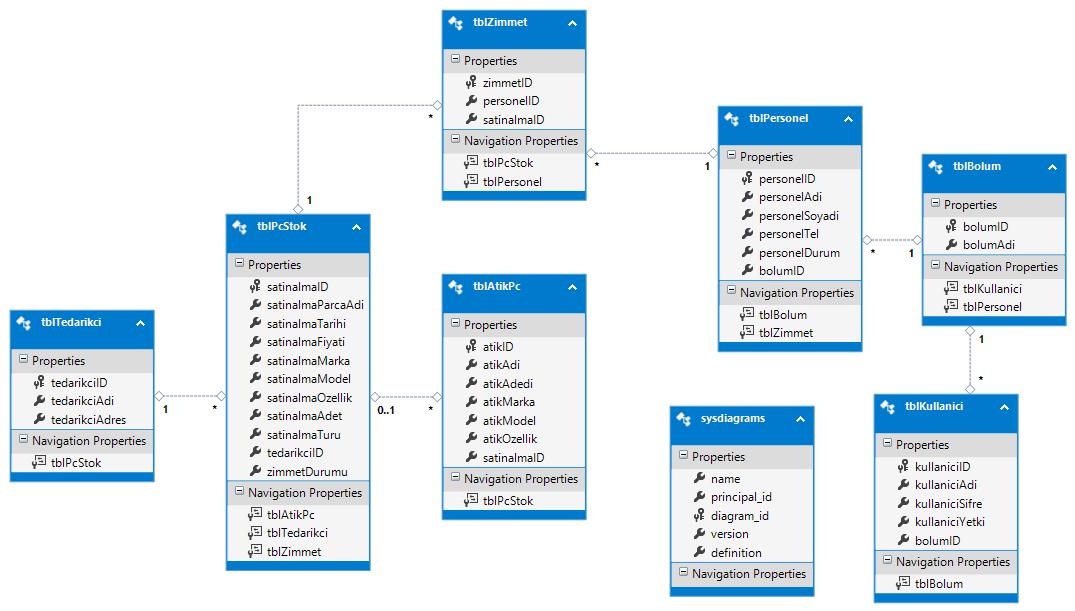 tblZimmet
Properties
zimmetID
personelID
satinalmaID
Navigation Properties
tblPcStok
tblPersonel
*
*
1
tblPersonel
Properties
personelID
personelAdi
personelSoyadi
personelTel
personelDurum
bolumID
Navigation Properties
tblBolum
tblZimmet
*
1
tblBolum
Properties
bolumID
bolumAdi
Navigation Properties
tblKullanici
tblPersonel
1
*
1
tblPcStok
Properties
satinalmaID
satinalmaParcaAdi
satinalmaTarihi
satinalmaFiyati
satinalmaMarka
satinalmaModel
satinalmaOzellik
satinalmaAdet
satinalmaTuru
tedarikciID
zimmetDurumu
Navigation Properties
tblAtikPc
tblTedarikci
tblZimmet
0..1
*
tblAtikPc
Properties
atikID
atikAdi
atikAdedi
atikMarka
atikModel
atikOzellik
satinalmaID
Navigation Properties
tblPcStok
tblTedarikci
Properties
tedarikciID
tedarikciAdi
tedarikciAdres
Navigation Properties
tblPcStok
1
*
sysdiagrams
Properties
name
principal_id
diagram_id
version
definition
Navigation Properties
tblKullanici
Properties
kullaniciID
kullaniciAdi
kullaniciSifre
kullaniciYetki
bolumID
Navigation Properties
tblBolum